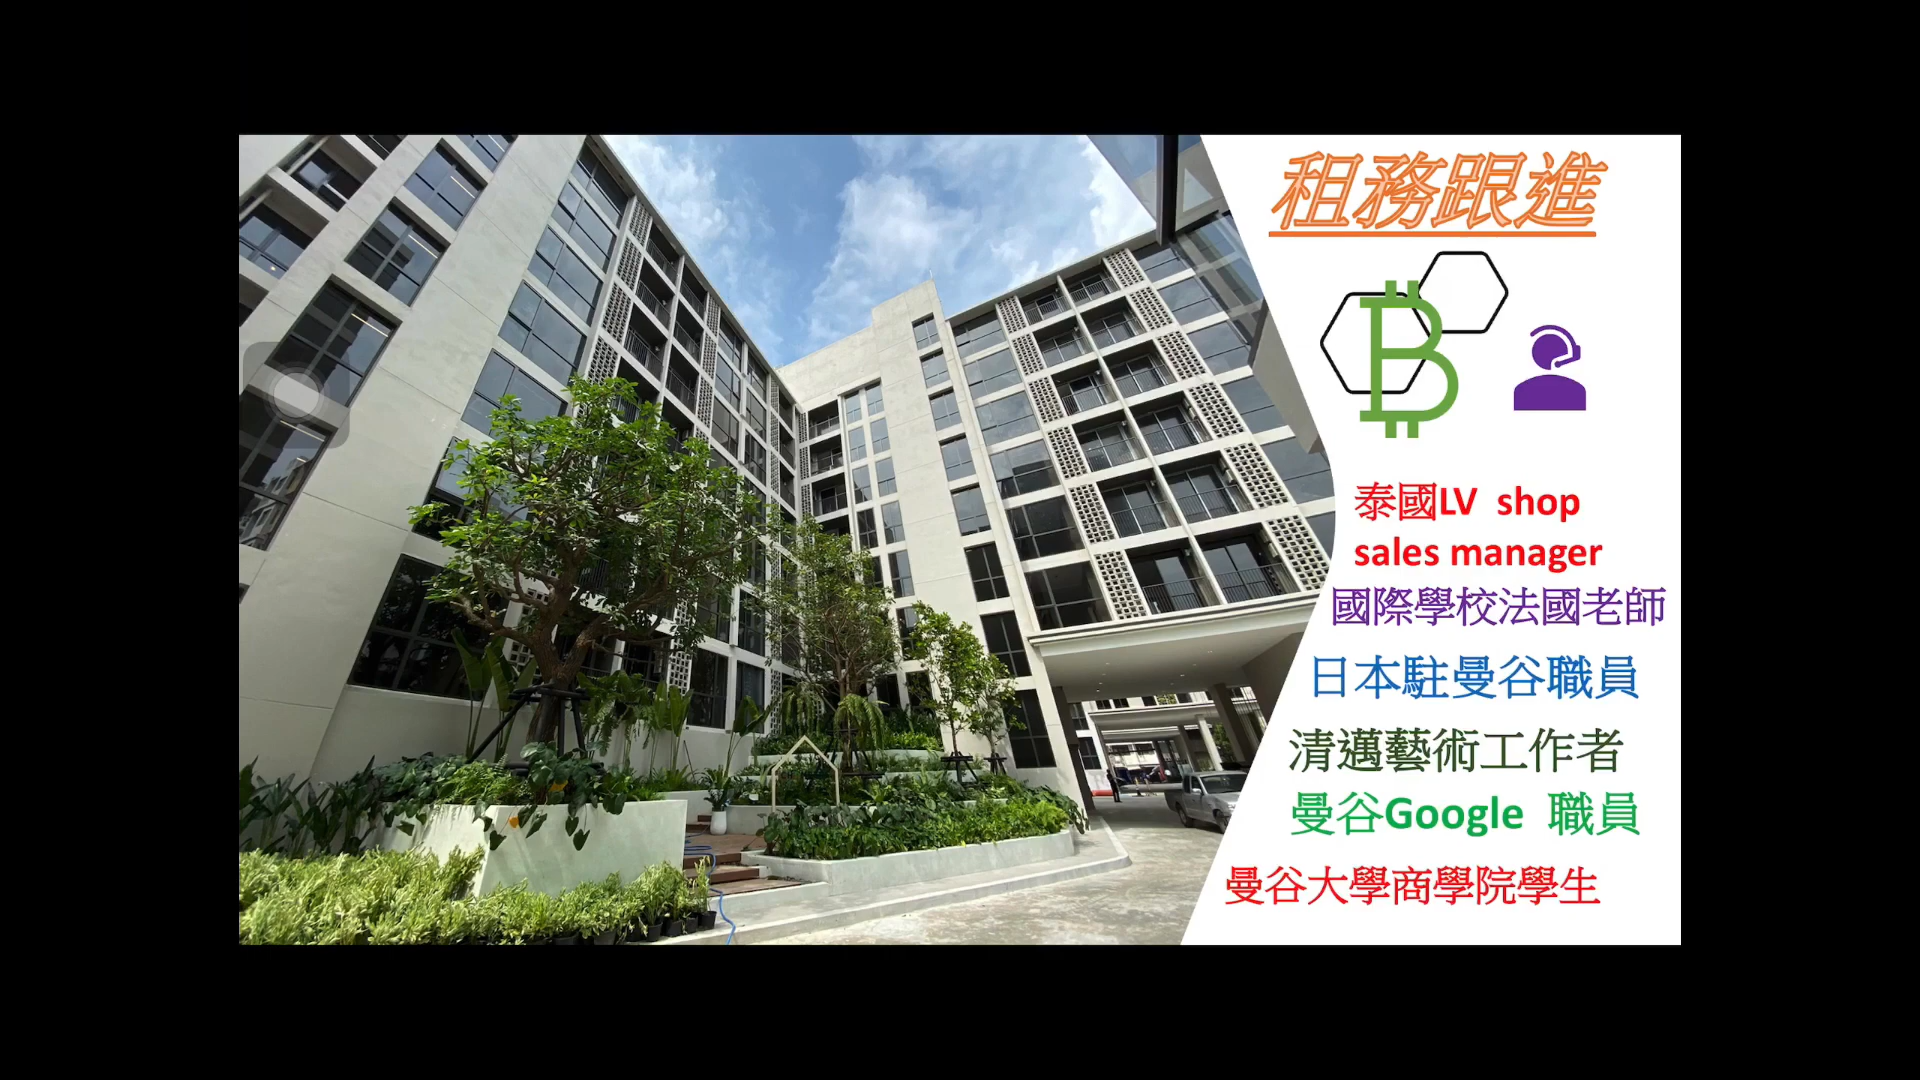 租務跟進
泰國LV shop
sales manager
國際學校法國老師
日本駐曼谷職員
清邁藝術工作者
曼谷Google 職員
曼谷大學商學院學生